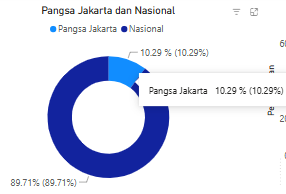 Pangsa Jakarta dan Nasional
Pangsa Jakarta Nasional
10.29 % (10.29%)
Pangsa Jakarta 10.29 % (10.29%)
89.71% (89.71%)